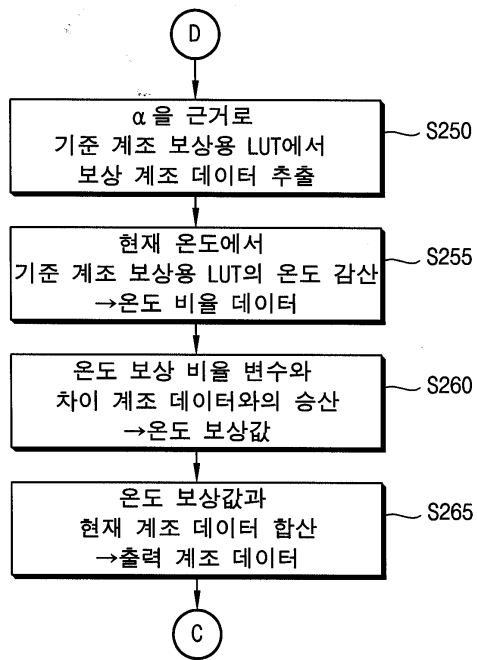 D
α을 근거로
기준 계조 보상용 LUT에서
보상 계조 데이터 추출
S250
현재 온도에서
기준 계조 보상용 LUT의 온도 감산
→온도 비율 데이터
S255
온도 보상 비율 변수와
차이 계조 데이터와의 승산
→온도 보상값
S260
온도 보상값과
현재 계조 데이터 합산
→출력 계조 데이터
S265
C